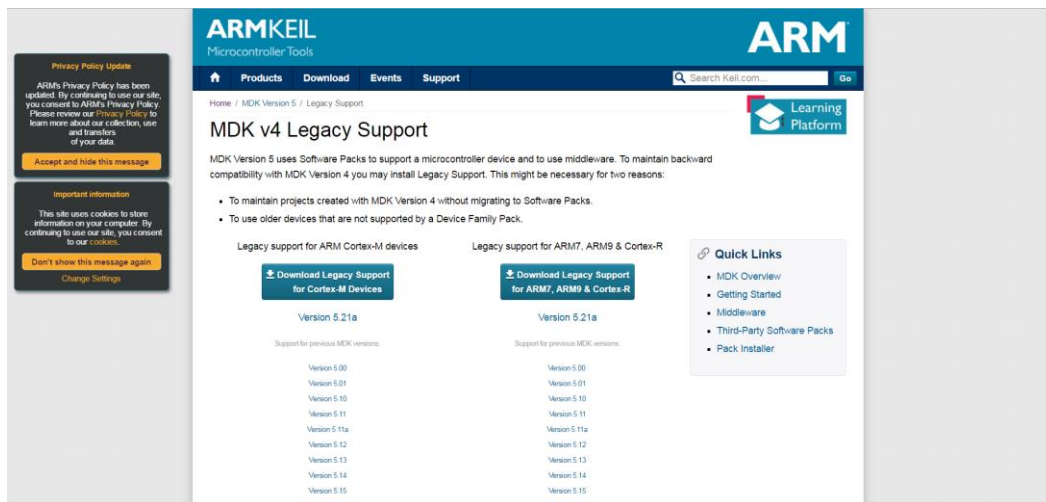 ARMKEIL
Microcontroller Tools
ARM
Products Download Events Support
Search Keil.com...
Go
Privacy Policy Update
ARM's Privacy Policy has been
updated. By continuing to use our site,
you consent to ARM's Privacy Policy.
Please review our Privacy Policy to
learn more about our collection, use
and transfers
of your data.
Accept and hide this message
Important information
This site uses cookies to store
information on your computer. By
continuing to use our site, you consent
to our cookies.
Don't show this message again
Change Settings
Home / MDK Version 5 / Legacy Support
Learning
Platform
MDK v4 Legacy Support
MDK Version 5 uses Software Packs to support a microcontroller device and to use middleware. To maintain backward
compatibility with MDK Version 4 you may install Legacy Support. This might be necessary for two reasons:
• To maintain projects created with MDK Version 4 without migrating to Software Packs.
• To use older devices that are not supported by a Device Family Pack.
Legacy support for ARM Cortex-M devices
Download Legacy Support
for Cortex-M Devices
Version 5.21a
Support for previous MDK versions:
Version 5.00
Version 5.01
Version 5.10
Version 5.11
Version 5.11a
Version 5.12
Version 5.13
Version 5.14
Version 5.15
Legacy support for ARM7, ARM9 & Cortex-R
Download Legacy Support
for ARM7, ARM9 & Cortex-R
Version 5.21a
Support for previous MDK versions:
Version 5.00
Version 5.01
Version 5.10
Version 5.11
Version 5.11a
Version 5.12
Version 5.13
Version 5.14
Version 5.15
Quick Links
• MDK Overview
• Getting Started
• Middleware
• Third-Party Software Packs
• Pack Installer